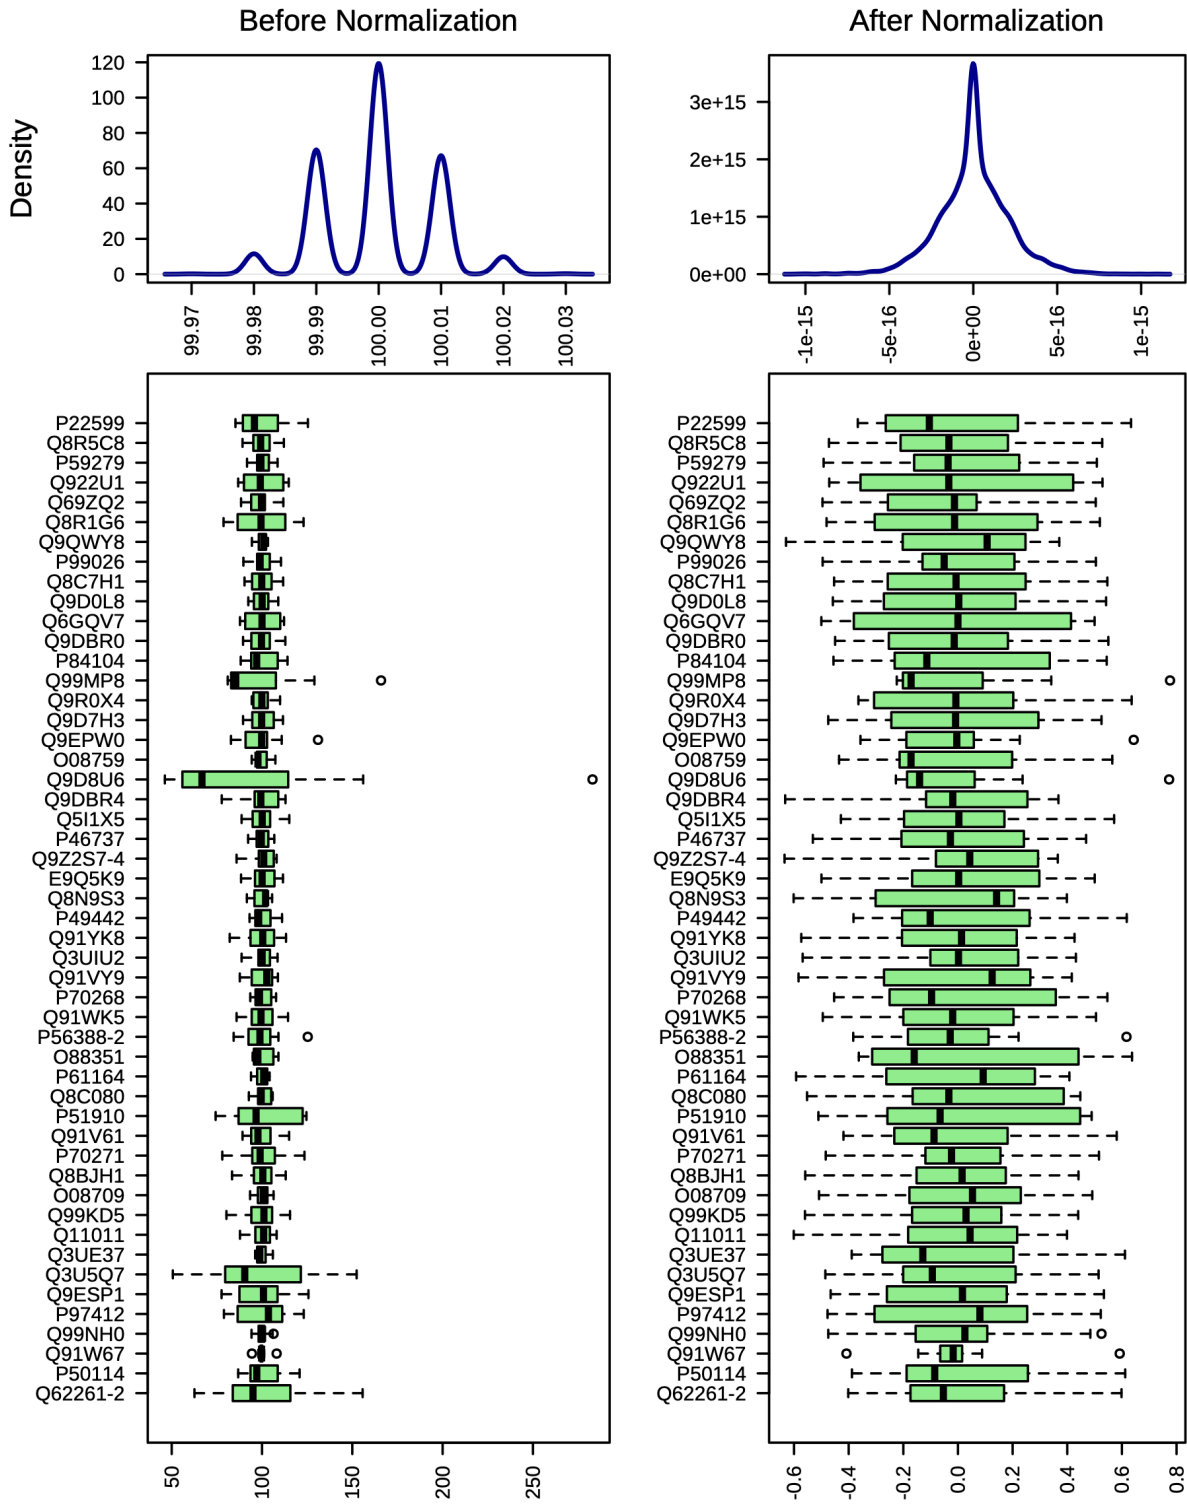 Before Normalization
After Normalization
Density
120
100
80
60
40
20
0
99.97
99.98
99.99
100.00
100.01
100.02
100.03
3e+15
2e+15
1e+15
0e+00
-1e-15
-5e-16
0e+00
5e-16
1e-15
P22599
Q8R5C8
P59279
Q922U1
Q69ZQ2
Q8R1G6
Q9QWY8
P99026
Q8C7H1
Q9D0L8
Q6GQV7
Q9DBR0
P84104
Q99MP8
Q9R0X4
Q9D7H3
Q9EPW0
O08759
Q9D8U6
Q9DBR4
Q5I1X5
P46737
Q9Z2S7-4
E9Q5K9
Q8N9S3
P49442
Q91YK8
Q3UIU2
Q91VY9
P70268
Q91WK5
P56388-2
O88351
P61164
Q8C080
P51910
Q91V61
P70271
Q8BJH1
O08709
Q99KD5
Q11011
Q3UE37
Q3U5Q7
Q9ESP1
P97412
Q99NH0
Q91W67
P50114
Q62261-2
50
100
150
200
250
P22599
Q8R5C8
P59279
Q922U1
Q69ZQ2
Q8R1G6
Q9QWY8
P99026
Q8C7H1
Q9D0L8
Q6GQV7
Q9DBR0
P84104
Q99MP8
Q9R0X4
Q9D7H3
Q9EPW0
O08759
Q9D8U6
Q9DBR4
Q5I1X5
P46737
Q9Z2S7-4
E9Q5K9
Q8N9S3
P49442
Q91YK8
Q3UIU2
Q91VY9
P70268
Q91WK5
P56388-2
O88351
P61164
Q8C080
P51910
Q91V61
P70271
Q8BJH1
O08709
Q99KD5
Q11011
Q3UE37
Q3U5Q7
Q9ESP1
P97412
Q99NH0
Q91W67
P50114
Q62261-2
-0.6
-0.4
-0.2
0.0
0.2
0.4
0.6
0.8